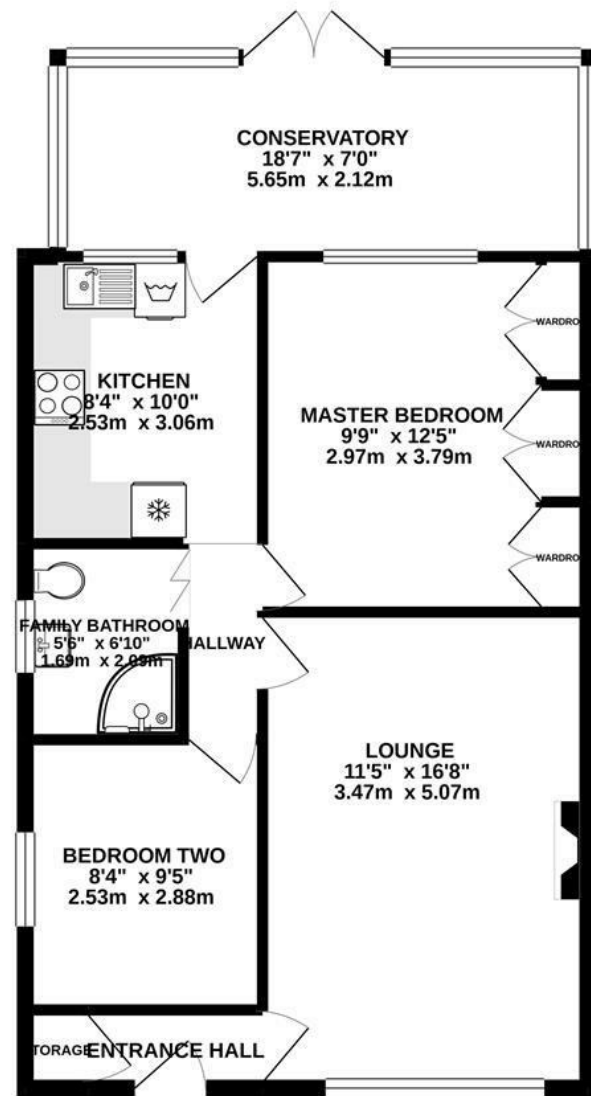 CONSERVATORY
18'7" x 7'0"
5.65m x 2.12m
KITCHEN
8'4" x 10'0"
2.53m x 3.06m
MASTER BEDROOM
9'9" x 12'5"
2.97m x 3.79m
WARDRO
WARDRO
WARDRO
FAMILY BATHROOM
5'6" x 6'10"
1.69m x 2.09m
HALLWAY
LOUNGE
11'5" x 16'8"
3.47m x 5.07m
BEDROOM TWO
8'4" x 9'5"
2.53m x 2.88m
TORAGE
ENTRANCE HALL